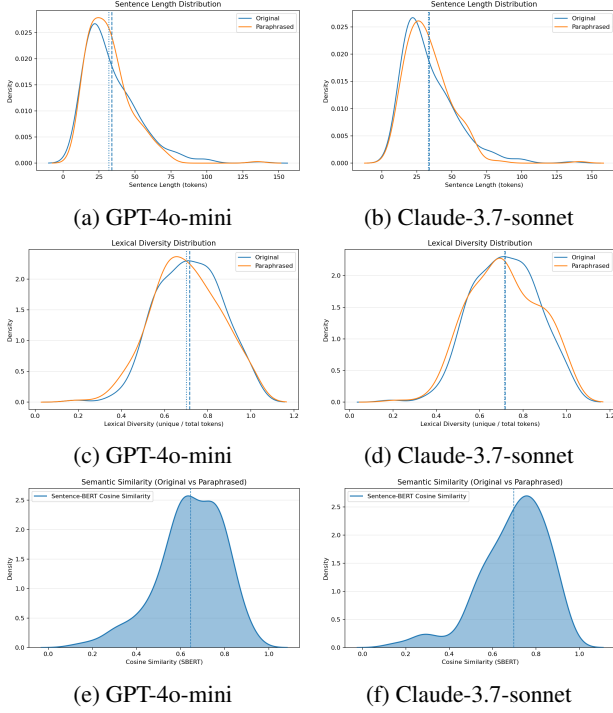 Sentence Length Distribution
Original
Paraphrased
0.025
0.020
0.015
0.010
0.005
0.000
Density
0 25 50 75 100 125 150
Sentence Length (tokens)
(a) GPT-4o-mini
Sentence Length Distribution
Original
Paraphrased
0.025
0.020
0.015
0.010
0.005
0.000
Density
0 25 50 75 100 125 150
Sentence Length (tokens)
(b) Claude-3.7-sonnet
Lexical Diversity Distribution
Original
Paraphrased
2.0
1.5
1.0
0.5
0.0
Density
0.0 0.2 0.4 0.6 0.8 1.0 1.2
Lexical Diversity (unique / total tokens)
(c) GPT-4o-mini
Lexical Diversity Distribution
Original
Paraphrased
2.0
1.5
1.0
0.5
0.0
Density
0.0 0.2 0.4 0.6 0.8 1.0 1.2
Lexical Diversity (unique / total tokens)
(d) Claude-3.7-sonnet
Semantic Similarity (Original vs Paraphrased)
Sentence-BERT Cosine Similarity
2.5
2.0
1.5
1.0
0.5
0.0
Density
0.0 0.2 0.4 0.6 0.8 1.0
Cosine Similarity (SBERT)
(e) GPT-4o-mini
Semantic Similarity (Original vs Paraphrased)
Sentence-BERT Cosine Similarity
2.5
2.0
1.5
1.0
0.5
0.0
Density
0.0 0.2 0.4 0.6 0.8 1.0
Cosine Similarity (SBERT)
(f) Claude-3.7-sonnet